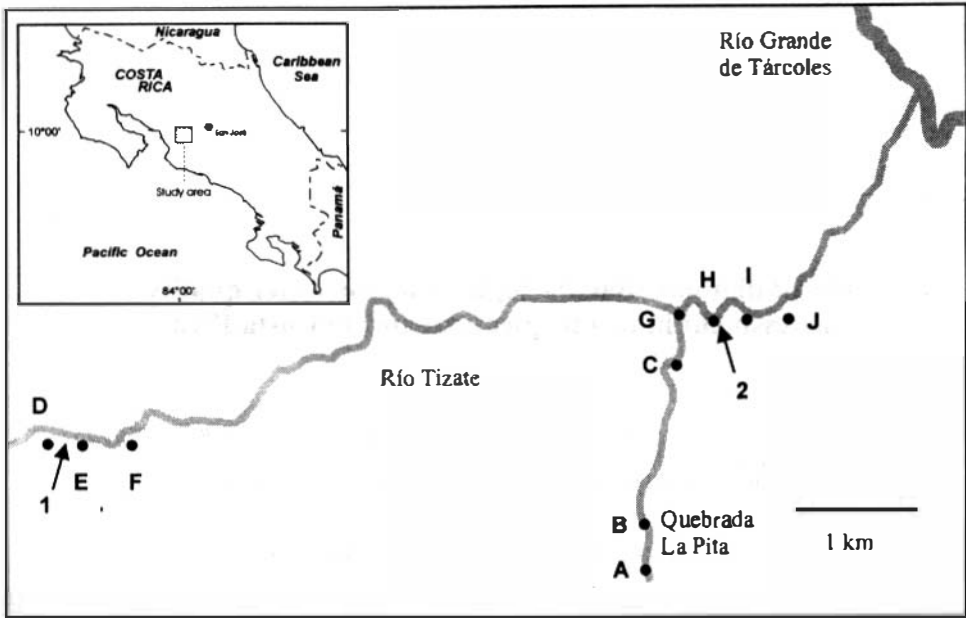 Nicaragua
COSTA
RICA
Caribbean
Sea
10°00'
San José
Study area
Panamá
Pacific Ocean
84°00'
Río Grande
de Tárcoles
H
I
G
J
C
2
Río Tizate
D
E
F
1
B
Quebrada
La Pita
A
1 km